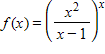 f(x) = (x²/(x − 1))ˣ